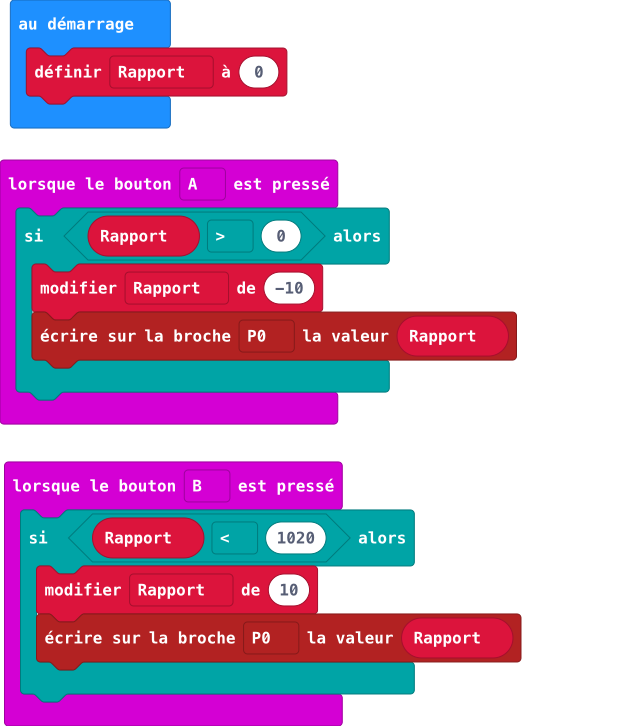 au démarrage
définir Rapport à 0
lorsque le bouton A est pressé
si Rapport > 0 alors
modifier Rapport de −10
écrire sur la broche P0 la valeur Rapport
lorsque le bouton B est pressé
si Rapport < 1020 alors
modifier Rapport de 10
écrire sur la broche P0 la valeur Rapport